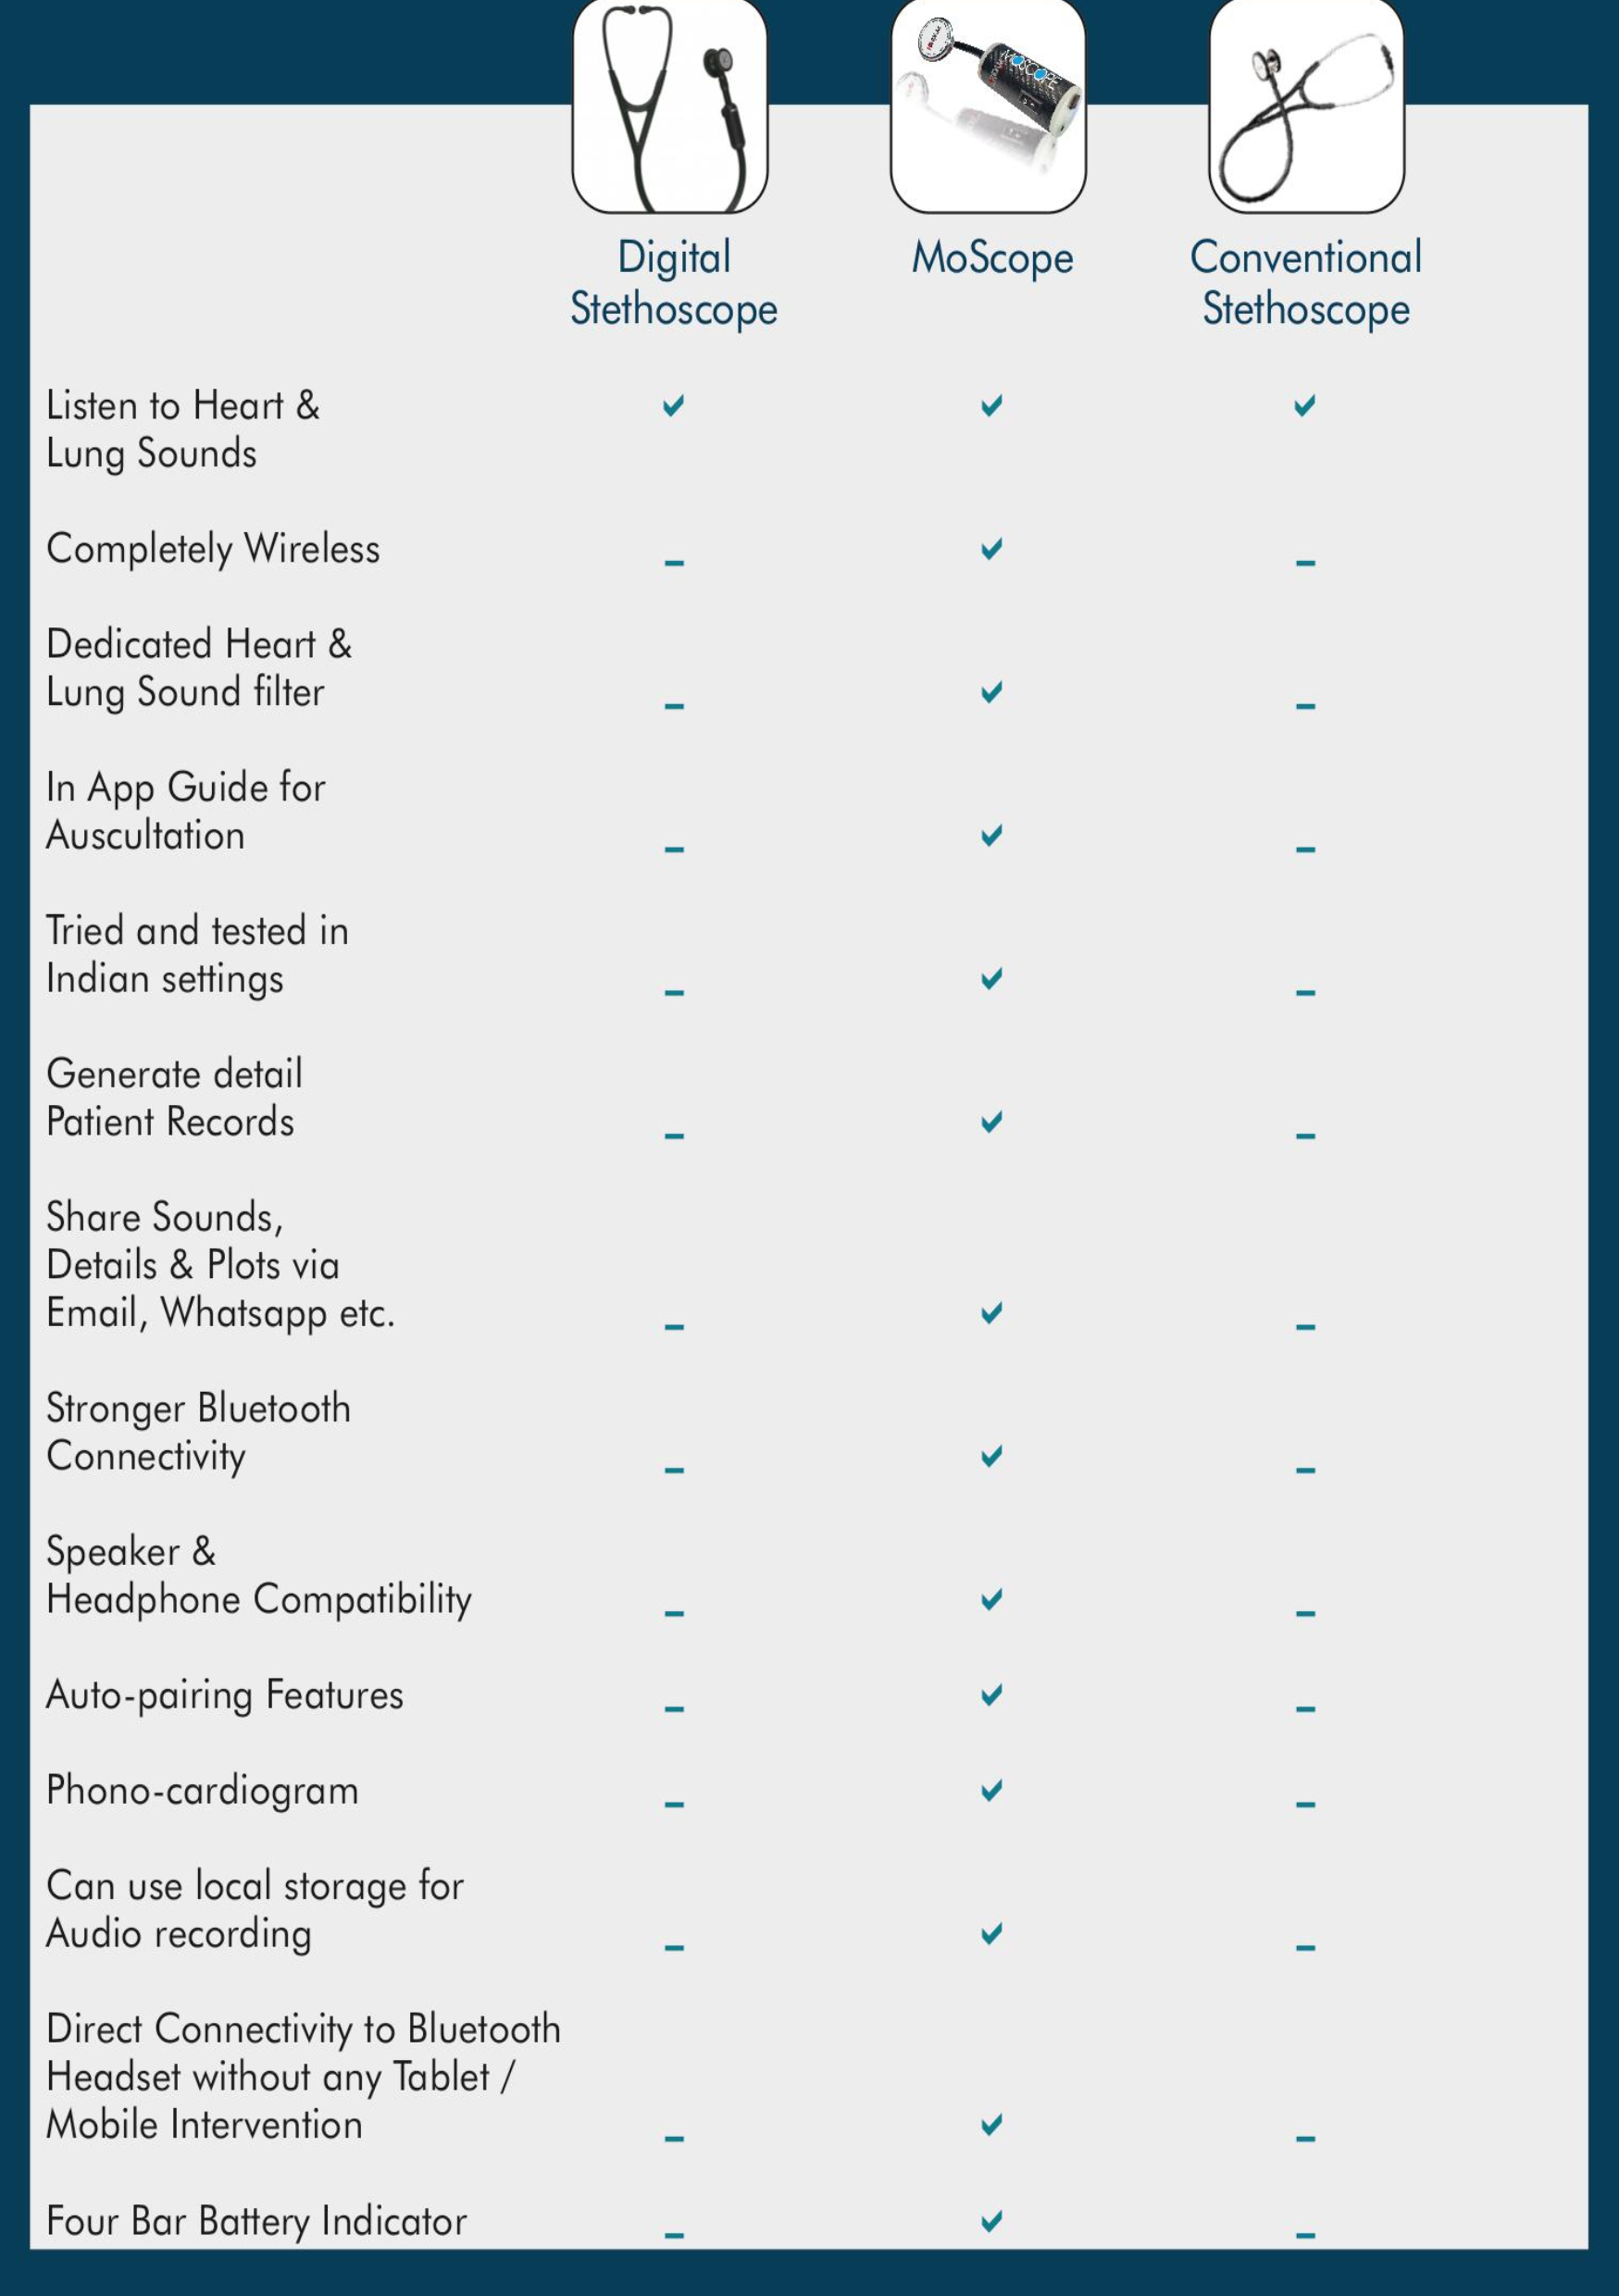 MOSCOPE
Digital
Stethoscope
MoScope
Conventional
Stethoscope
Listen to Heart &
Lung Sounds
Completely Wireless
Dedicated Heart &
Lung Sound filter
In App Guide for
Auscultation
Tried and tested in
Indian settings
Generate detail
Patient Records
Share Sounds,
Details & Plots via
Email, Whatsapp etc.
Stronger Bluetooth
Connectivity
Speaker &
Headphone Compatibility
Auto-pairing Features
Phono-cardiogram
Can use local storage for
Audio recording
Direct Connectivity to Bluetooth
Headset without any Tablet /
Mobile Intervention
Four Bar Battery Indicator